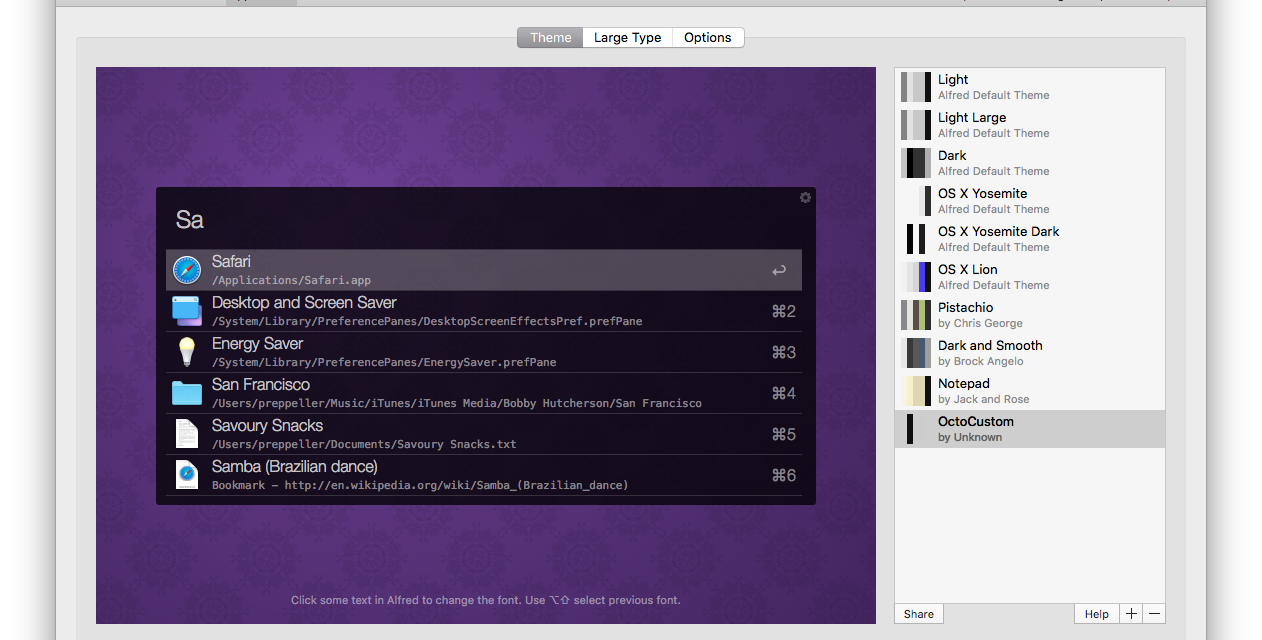 Theme Large Type Options
Sa
Safari
/Applications/Safari.app
Desktop and Screen Saver
/System/Library/PreferencePanes/DesktopScreenEffectsPref.prefPane
⌘2
Energy Saver
/System/Library/PreferencePanes/EnergySaver.prefPane
⌘3
San Francisco
/Users/preppeller/Music/iTunes/iTunes Media/Bobby Hutcherson/San Francisco
⌘4
Savoury Snacks
/Users/preppeller/Documents/Savoury Snacks.txt
⌘5
Samba (Brazilian dance)
Bookmark – http://en.wikipedia.org/wiki/Samba_(Brazilian_dance)
⌘6
Click some text in Alfred to change the font. Use ⌥⇧ select previous font.
Light
Alfred Default Theme
Light Large
Alfred Default Theme
Dark
Alfred Default Theme
OS X Yosemite
Alfred Default Theme
OS X Yosemite Dark
Alfred Default Theme
OS X Lion
Alfred Default Theme
Pistachio
by Chris George
Dark and Smooth
by Brock Angelo
Notepad
by Jack and Rose
OctoCustom
by Unknown
Share Help + −